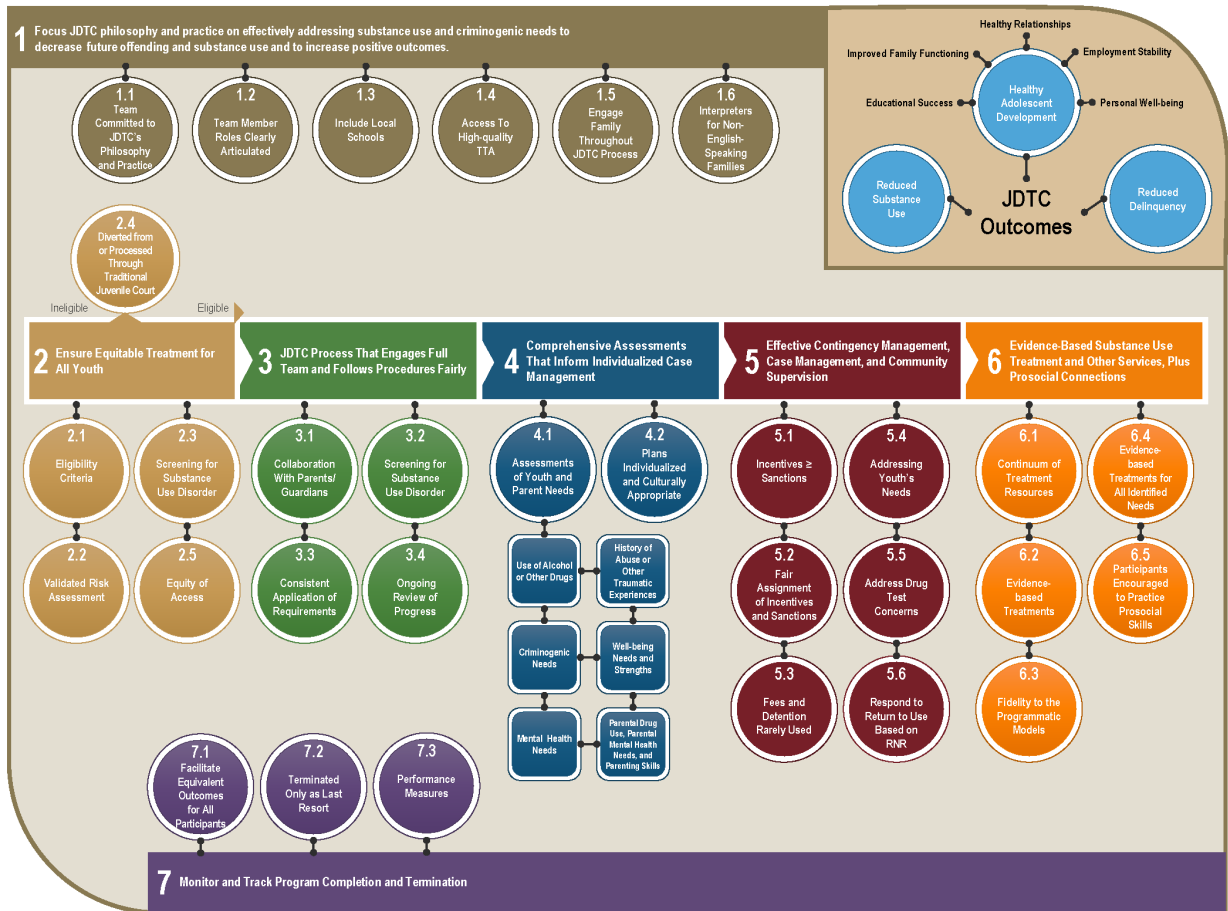 1
Focus JDTC philosophy and practice on effectively addressing substance use and criminogenic needs to
decrease future offending and substance use and to increase positive outcomes.
1.1
Team
Committed to
JDTC's
Philosophy
and Practice
1.2
Team Member
Roles Clearly
Articulated
1.3
Include Local
Schools
1.4
Access To
High-quality
TTA
1.5
Engage
Family
Throughout
JDTC Process
1.6
Interpreters
for Non-
English-
Speaking
Families
Healthy Relationships
Improved Family Functioning
Employment Stability
Educational Success
Personal Well-being
Healthy
Adolescent
Development
Reduced
Substance
Use
JDTC
Outcomes
Reduced
Delinquency
2.4
Diverted from
or Processed
Through
Traditional
Juvenile Court
Ineligible
Eligible
2
Ensure Equitable Treatment for
All Youth
3
JDTC Process That Engages Full
Team and Follows Procedures Fairly
4
Comprehensive Assessments
That Inform Individualized Case
Management
5
Effective Contingency Management,
Case Management, and Community
Supervision
6
Evidence-Based Substance Use
Treatment and Other Services, Plus
Prosocial Connections
2.1
Eligibility
Criteria
2.3
Screening for
Substance
Use Disorder
2.2
Validated Risk
Assessment
2.5
Equity of
Access
3.1
Collaboration
With Parents/
Guardians
3.2
Screening for
Substance
Use Disorder
3.3
Consistent
Application of
Requirements
3.4
Ongoing
Review of
Progress
4.1
Assessments
of Youth and
Parent Needs
4.2
Plans
Individualized
and Culturally
Appropriate
Use of Alcohol
or Other Drugs
History of
Abuse or
Other
Traumatic
Experiences
Criminogenic
Needs
Well-being
Needs and
Strengths
Mental Health
Needs
Parental Drug
Use, Parental
Mental Health
Needs, and
Parenting Skills
5.1
Incentives ≥
Sanctions
5.4
Addressing
Youth's
Needs
5.2
Fair
Assignment
of Incentives
and Sanctions
5.5
Address Drug
Test
Concerns
5.3
Fees and
Detention
Rarely Used
5.6
Respond to
Return to Use
Based on
RNR
6.1
Continuum of
Treatment
Resources
6.4
Evidence-
based
Treatments for
All Identified
Needs
6.2
Evidence-
based
Treatments
6.5
Participants
Encouraged
to Practice
Prosocial
Skills
6.3
Fidelity to the
Programmatic
Models
7.1
Facilitate
Equivalent
Outcomes
for All
Participants
7.2
Terminated
Only as Last
Resort
7.3
Performance
Measures
7
Monitor and Track Program Completion and Termination